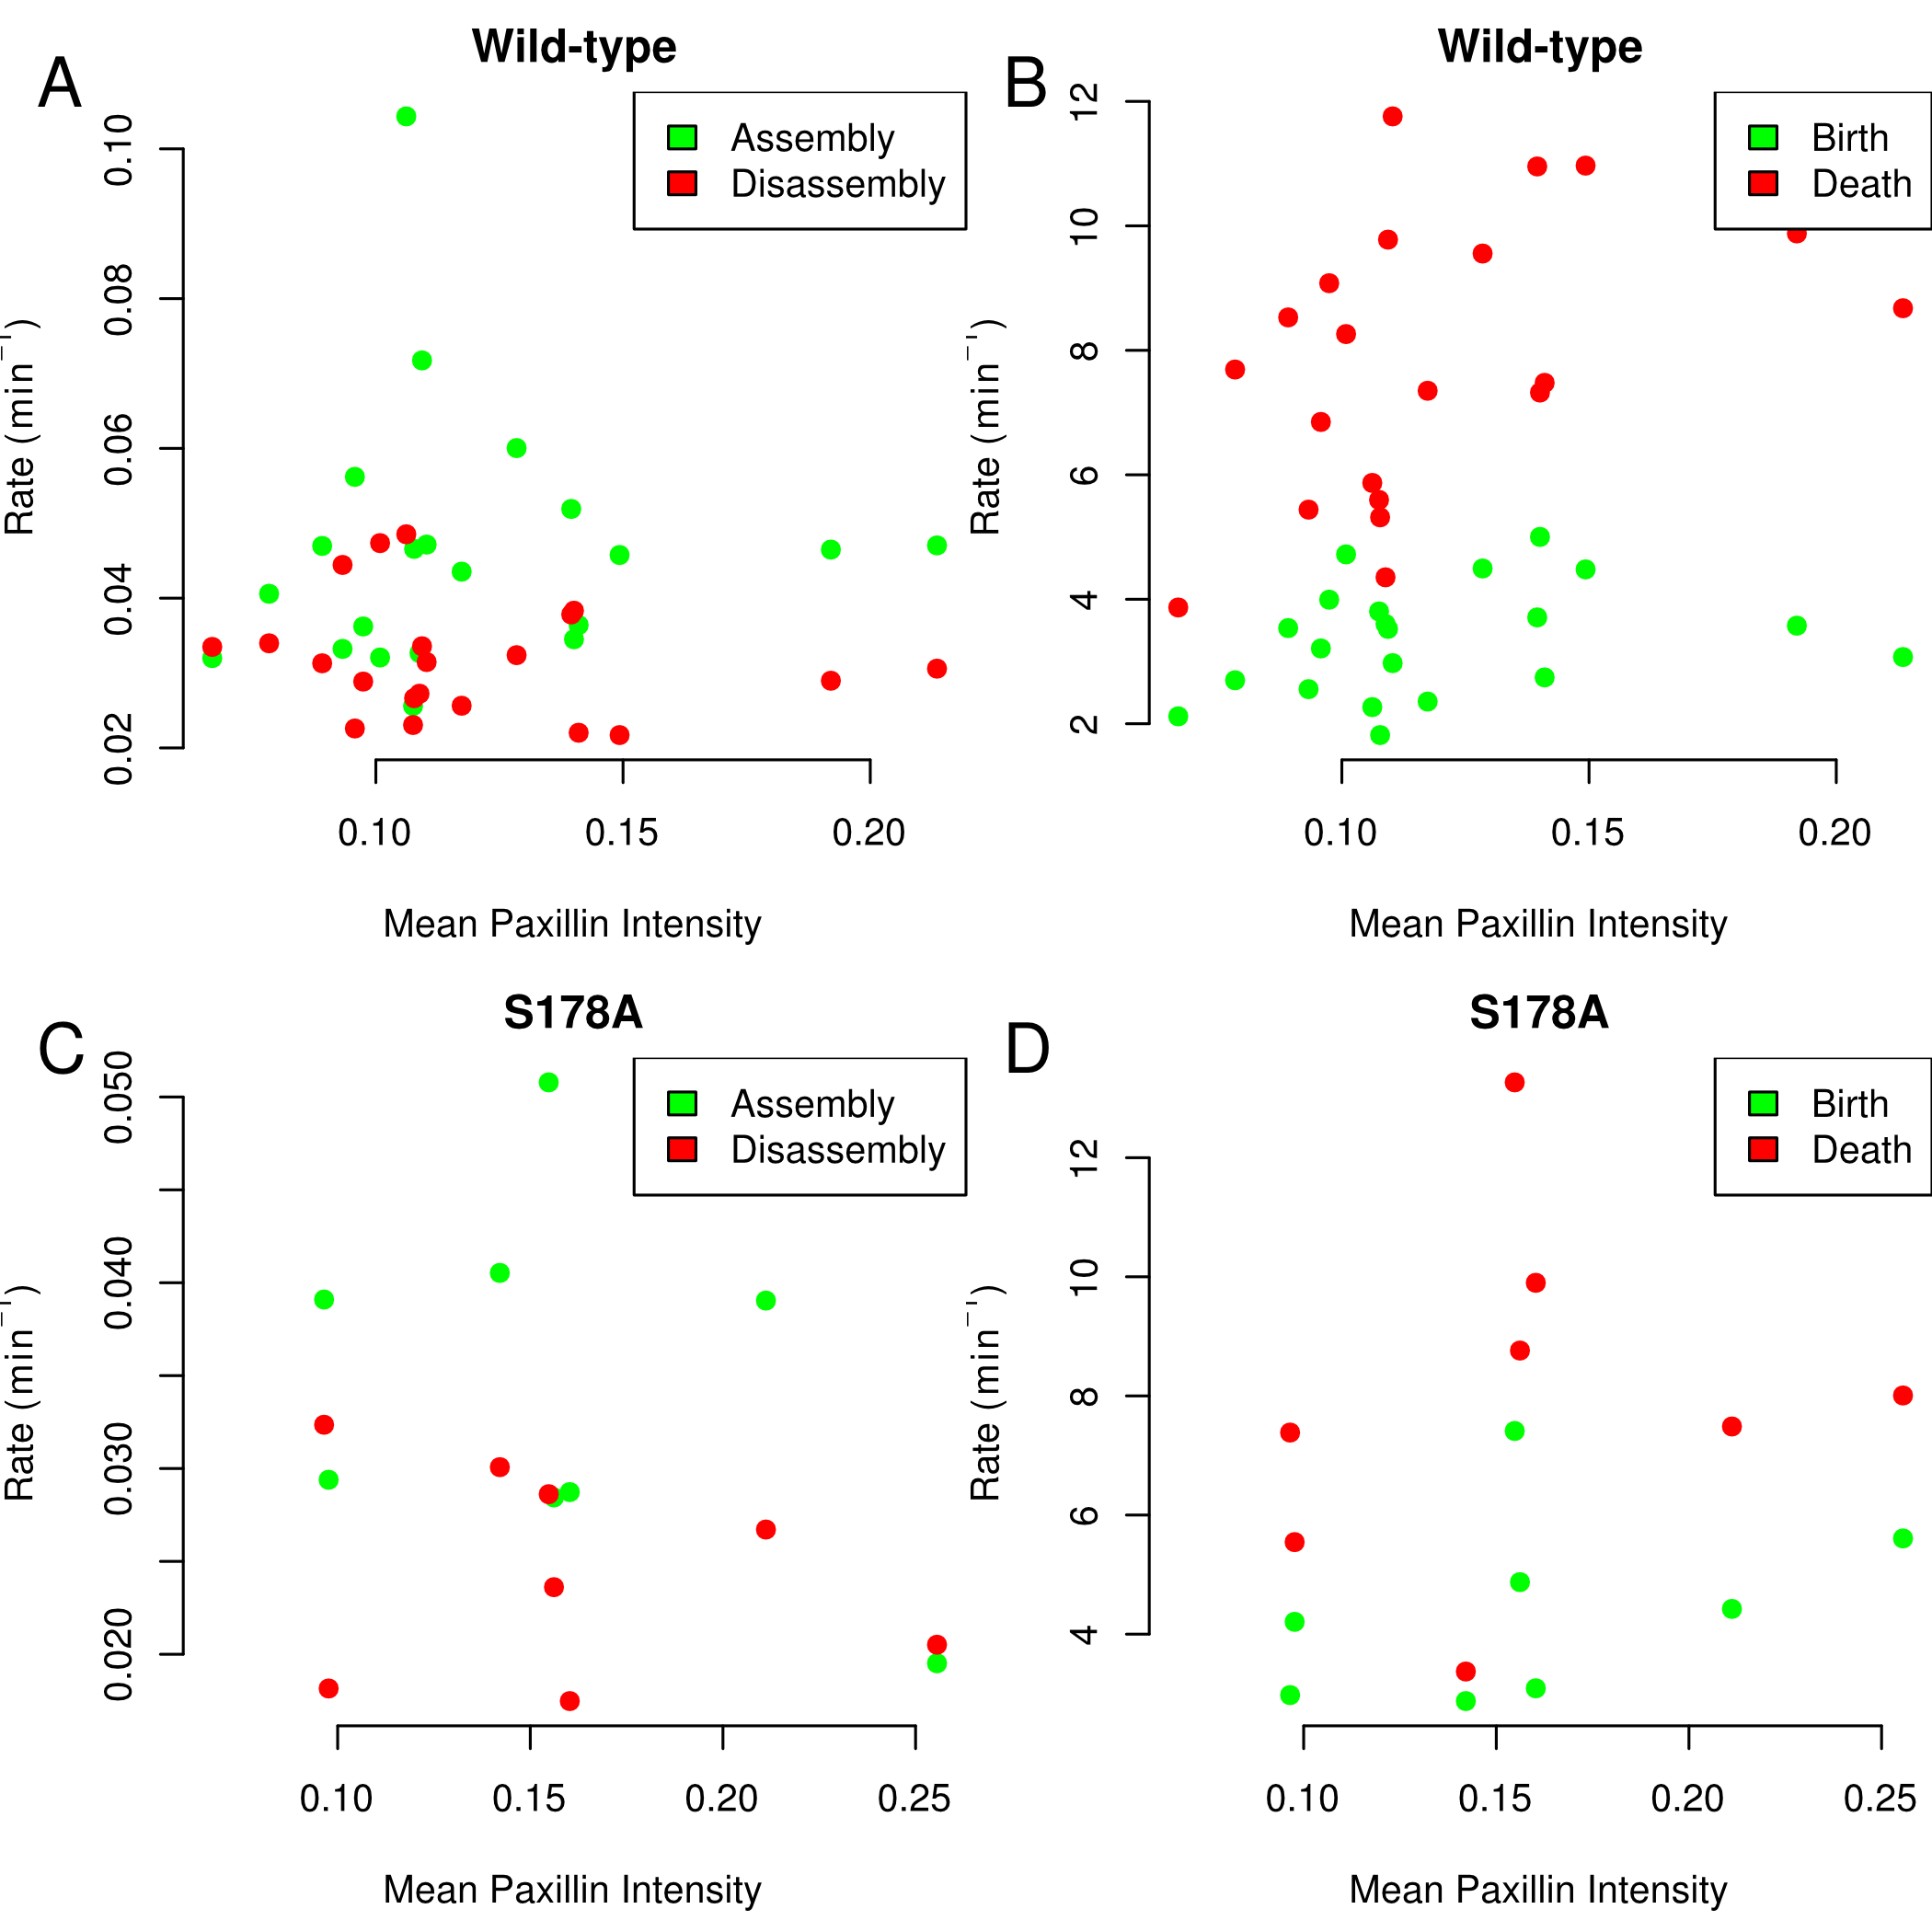 A
Wild-type
Assembly
Disassembly
Rate (min⁻¹)
0.02 0.04 0.06 0.08 0.10
0.10 0.15 0.20
Mean Paxillin Intensity
B
Wild-type
Birth
Death
Rate (min⁻¹)
2 4 6 8 10 12
0.10 0.15 0.20
Mean Paxillin Intensity
C
S178A
Assembly
Disassembly
Rate (min⁻¹)
0.020 0.030 0.040 0.050
0.10 0.15 0.20 0.25
Mean Paxillin Intensity
D
S178A
Birth
Death
Rate (min⁻¹)
4 6 8 10 12
0.10 0.15 0.20 0.25
Mean Paxillin Intensity